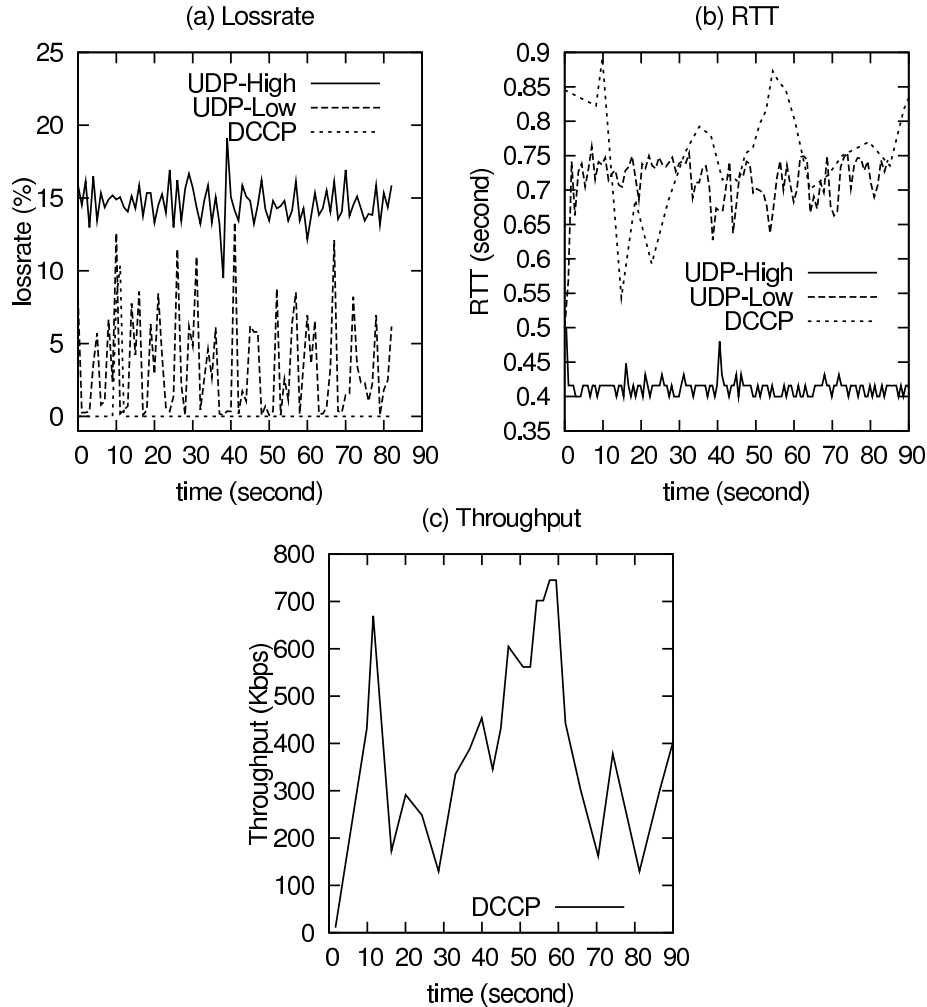 (a) Lossrate
25
20
15
10
5
0
lossrate (%)
UDP-High
UDP-Low
DCCP
0 10 20 30 40 50 60 70 80 90
time (second)
(b) RTT
0.9
0.85
0.8
0.75
0.7
0.65
0.6
0.55
0.5
0.45
0.4
0.35
RTT (second)
UDP-High
UDP-Low
DCCP
0 10 20 30 40 50 60 70 80 90
time (second)
(c) Throughput
800
700
600
500
400
300
200
100
0
Throughput (Kbps)
DCCP
0 10 20 30 40 50 60 70 80 90
time (second)